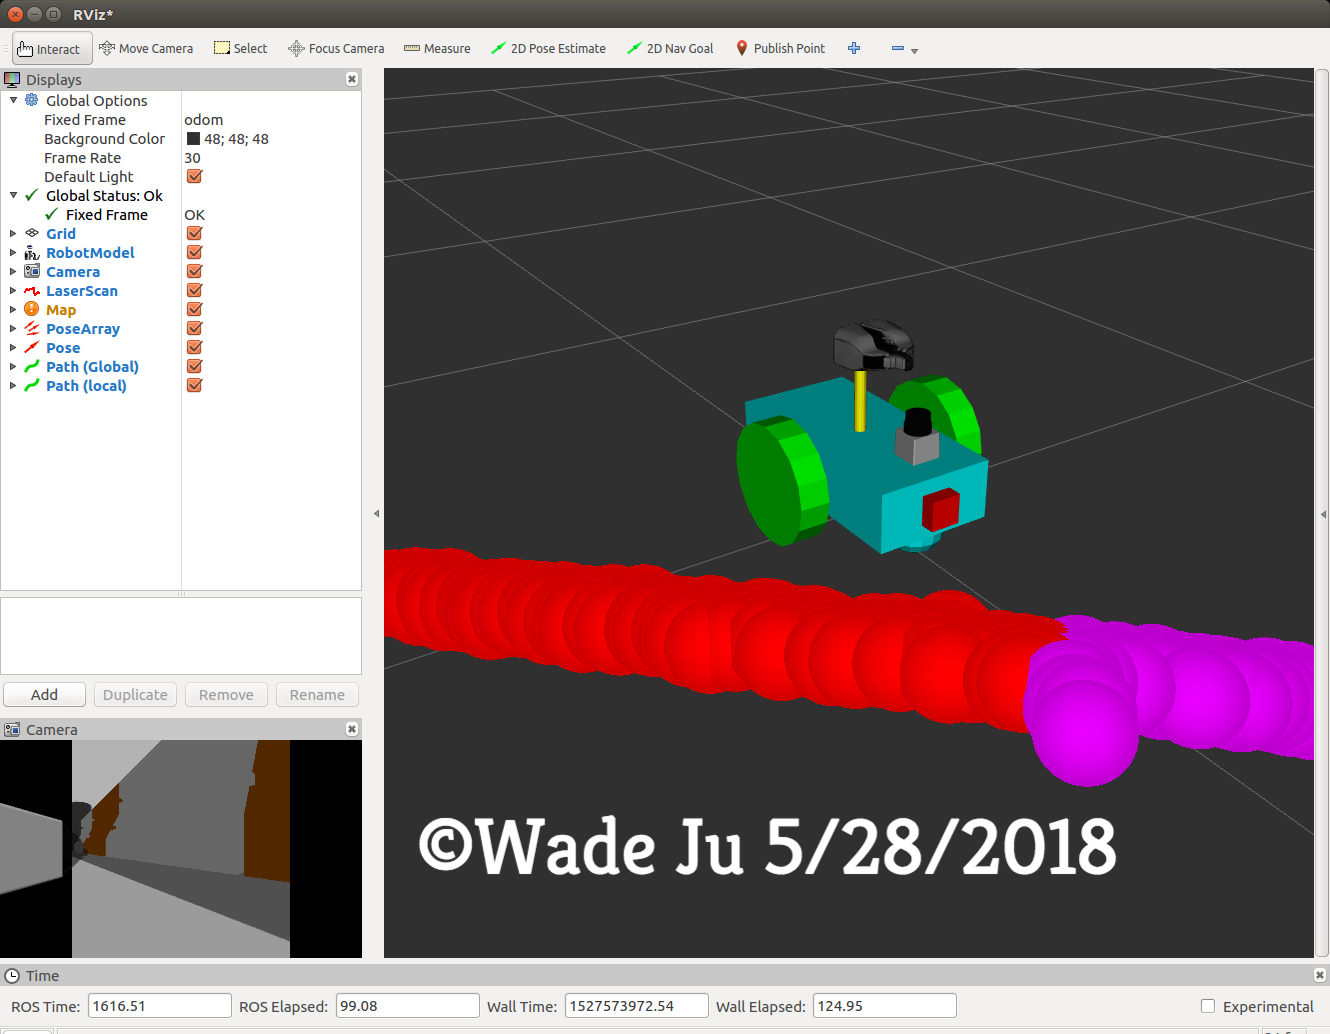 RViz*
Interact Move Camera Select Focus Camera Measure 2D Pose Estimate 2D Nav Goal Publish Point
Displays
Global Options
Fixed Frame odom
Background Color 48; 48; 48
Frame Rate 30
Default Light
Global Status: Ok
Fixed Frame OK
Grid
RobotModel
Camera
LaserScan
Map
PoseArray
Pose
Path (Global)
Path (local)
Add Duplicate Remove Rename
Camera
©Wade Ju 5/28/2018
Time
ROS Time: 1616.51 ROS Elapsed: 99.08 Wall Time: 1527573972.54 Wall Elapsed: 124.95 Experimental